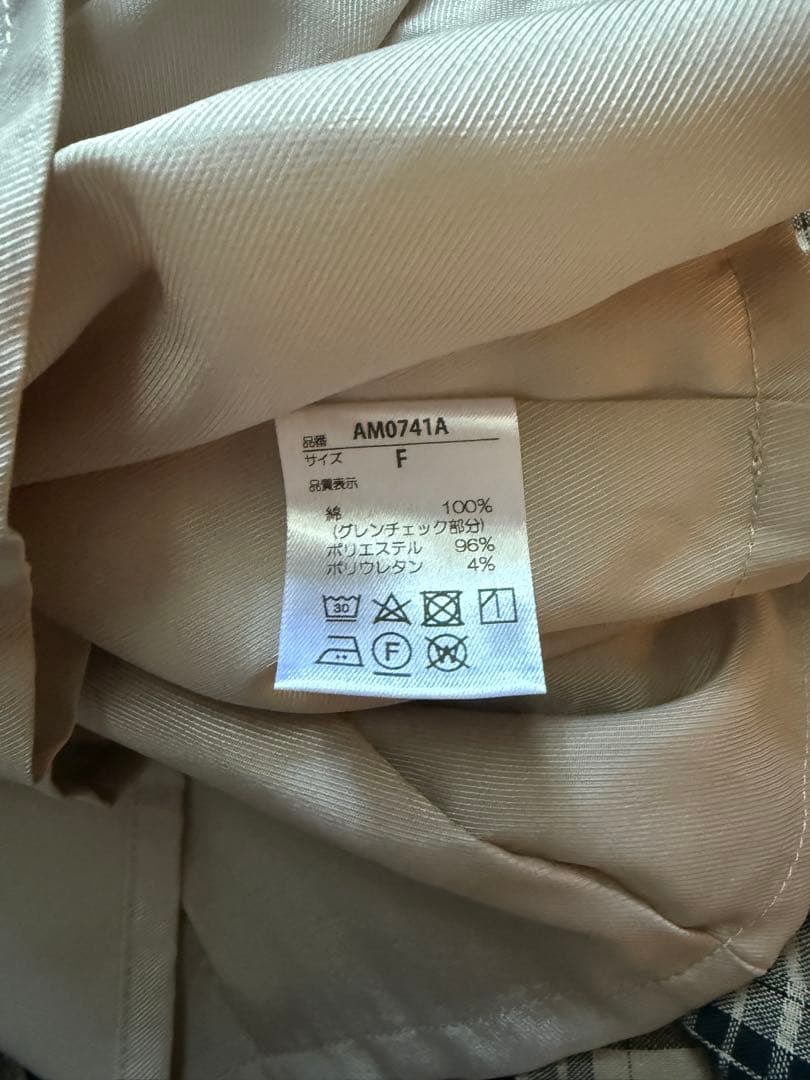 品番 AM0741A
サイズ F
品質表示
綿 100%
(グレンチェック部分)
ポリエステル 96%
ポリウレタン 4%
30
F W